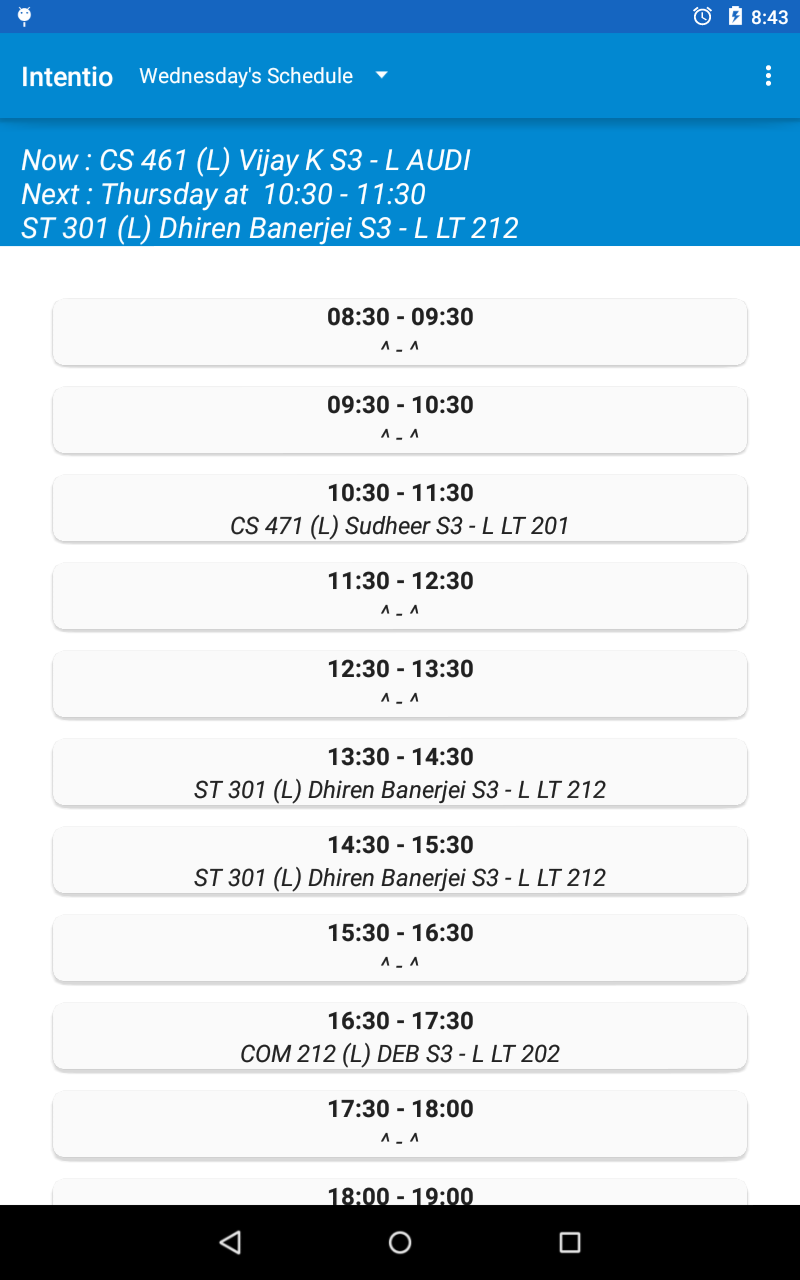 8:43
Intentio Wednesday's Schedule
Now : CS 461 (L) Vijay K S3 - L AUDI
Next : Thursday at  10:30 - 11:30
ST 301 (L) Dhiren Banerjei S3 - L LT 212
08:30 - 09:30
^ - ^
09:30 - 10:30
^ - ^
10:30 - 11:30
CS 471 (L) Sudheer S3 - L LT 201
11:30 - 12:30
^ - ^
12:30 - 13:30
^ - ^
13:30 - 14:30
ST 301 (L) Dhiren Banerjei S3 - L LT 212
14:30 - 15:30
ST 301 (L) Dhiren Banerjei S3 - L LT 212
15:30 - 16:30
^ - ^
16:30 - 17:30
COM 212 (L) DEB S3 - L LT 202
17:30 - 18:00
^ - ^
18:00 - 19:00